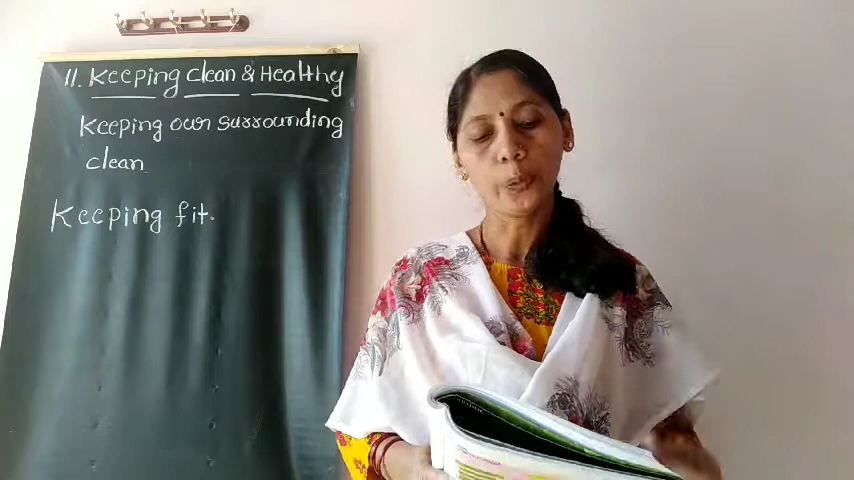 11. Keeping clean & Healthy
Keeping our surrounding
clean
Keeping fit.